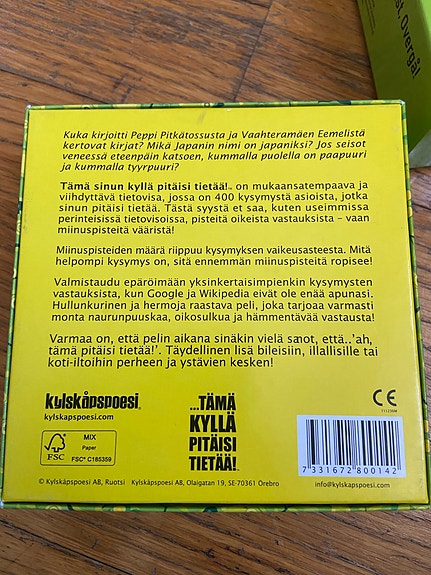 st, Övergå!
Kuka kirjoitti Peppi Pitkätossusta ja Vaahteramäen Eemelistä
kertovat kirjat? Mikä Japanin nimi on japaniksi? Jos seisot
veneessä eteenpäin katsoen, kummalla puolella on paapuuri
ja kummalla tyyrpuuri?
Tämä sinun kyllä pitäisi tietää!™ on mukaansatempaava ja
viihdyttävä tietovisa, jossa on 400 kysymystä asioista, jotka
sinun pitäisi tietää. Tästä syystä et saa, kuten useimmissa
perinteisissä tietovisoissa, pisteitä oikeista vastauksista – vaan
miinuspisteitä vääristä!
Miinuspisteiden määrä riippuu kysymyksen vaikeusasteesta. Mitä
helpompi kysymys on, sitä ennemmän miinuspisteitä ropisee!
Valmistaudu epäröimään yksinkertaisimpienkin kysymysten
vastauksista, kun Google ja Wikipedia eivät ole enää apunasi.
Hullunkurinen ja hermoja raastava peli, joka tarjoaa varmasti
monta naurunpuuskaa, oikosulkua ja hämmentävää vastausta!
Varmaa on, että pelin aikana sinäkin vielä sanot, että..'ah,
tämä pitäisi tietää!'. Täydellinen lisä bileisiin, illallisille tai
koti-iltoihin perheen ja ystävien kesken!
kylskåpspoesi
kylskapspoesi.com
FSC
MIX
Paper
FSC® C185359
...TÄMÄ
KYLLÄ
PITÄISI
TIETÄÄ!™
CE
7 331672 800142
© Kylskåpspoesi AB, Ruotsi Kylskåpspoesi AB, Olaigatan 19, SE-70361 Örebro
info@kylskapspoesi.com